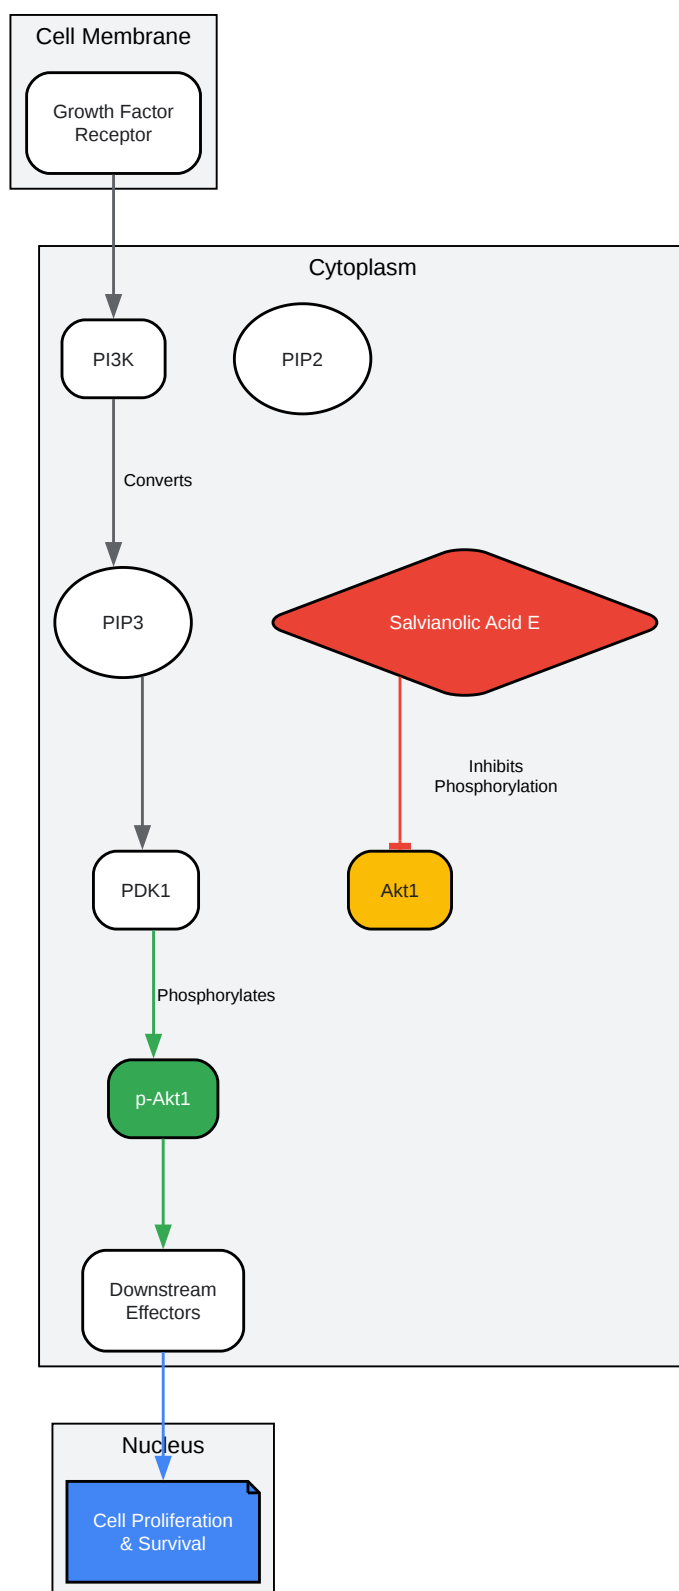 Cell Membrane
Growth Factor
Receptor
Cytoplasm
PI3K
PIP2
Converts
PIP3
Salvianolic Acid E
Inhibits
Phosphorylation
PDK1
Akt1
Phosphorylates
p-Akt1
Downstream
Effectors
Nucleus
Cell Proliferation
& Survival